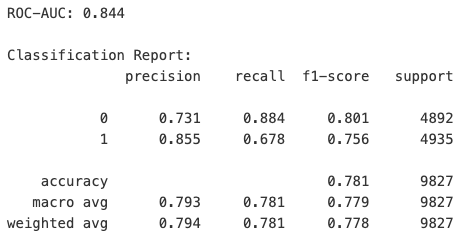 ROC-AUC: 0.844
Classification Report:
precision recall f1-score support
0 0.731 0.884 0.801 4892
1 0.855 0.678 0.756 4935
accuracy 0.781 9827
macro avg 0.793 0.781 0.779 9827
weighted avg 0.794 0.781 0.778 9827